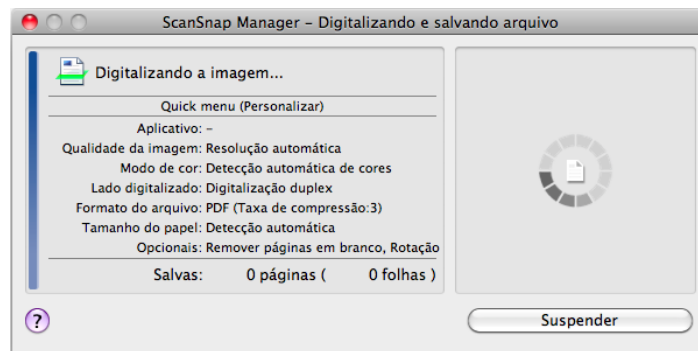 ScanSnap Manager – Digitalizando e salvando arquivo
Digitalizando a imagem...
Quick menu (Personalizar)
Aplicativo: –
Qualidade da imagem: Resolução automática
Modo de cor: Detecção automática de cores
Lado digitalizado: Digitalização duplex
Formato do arquivo: PDF (Taxa de compressão:3)
Tamanho do papel: Detecção automática
Opcionais: Remover páginas em branco, Rotação
Salvas: 0 páginas ( 0 folhas )
?
Suspender